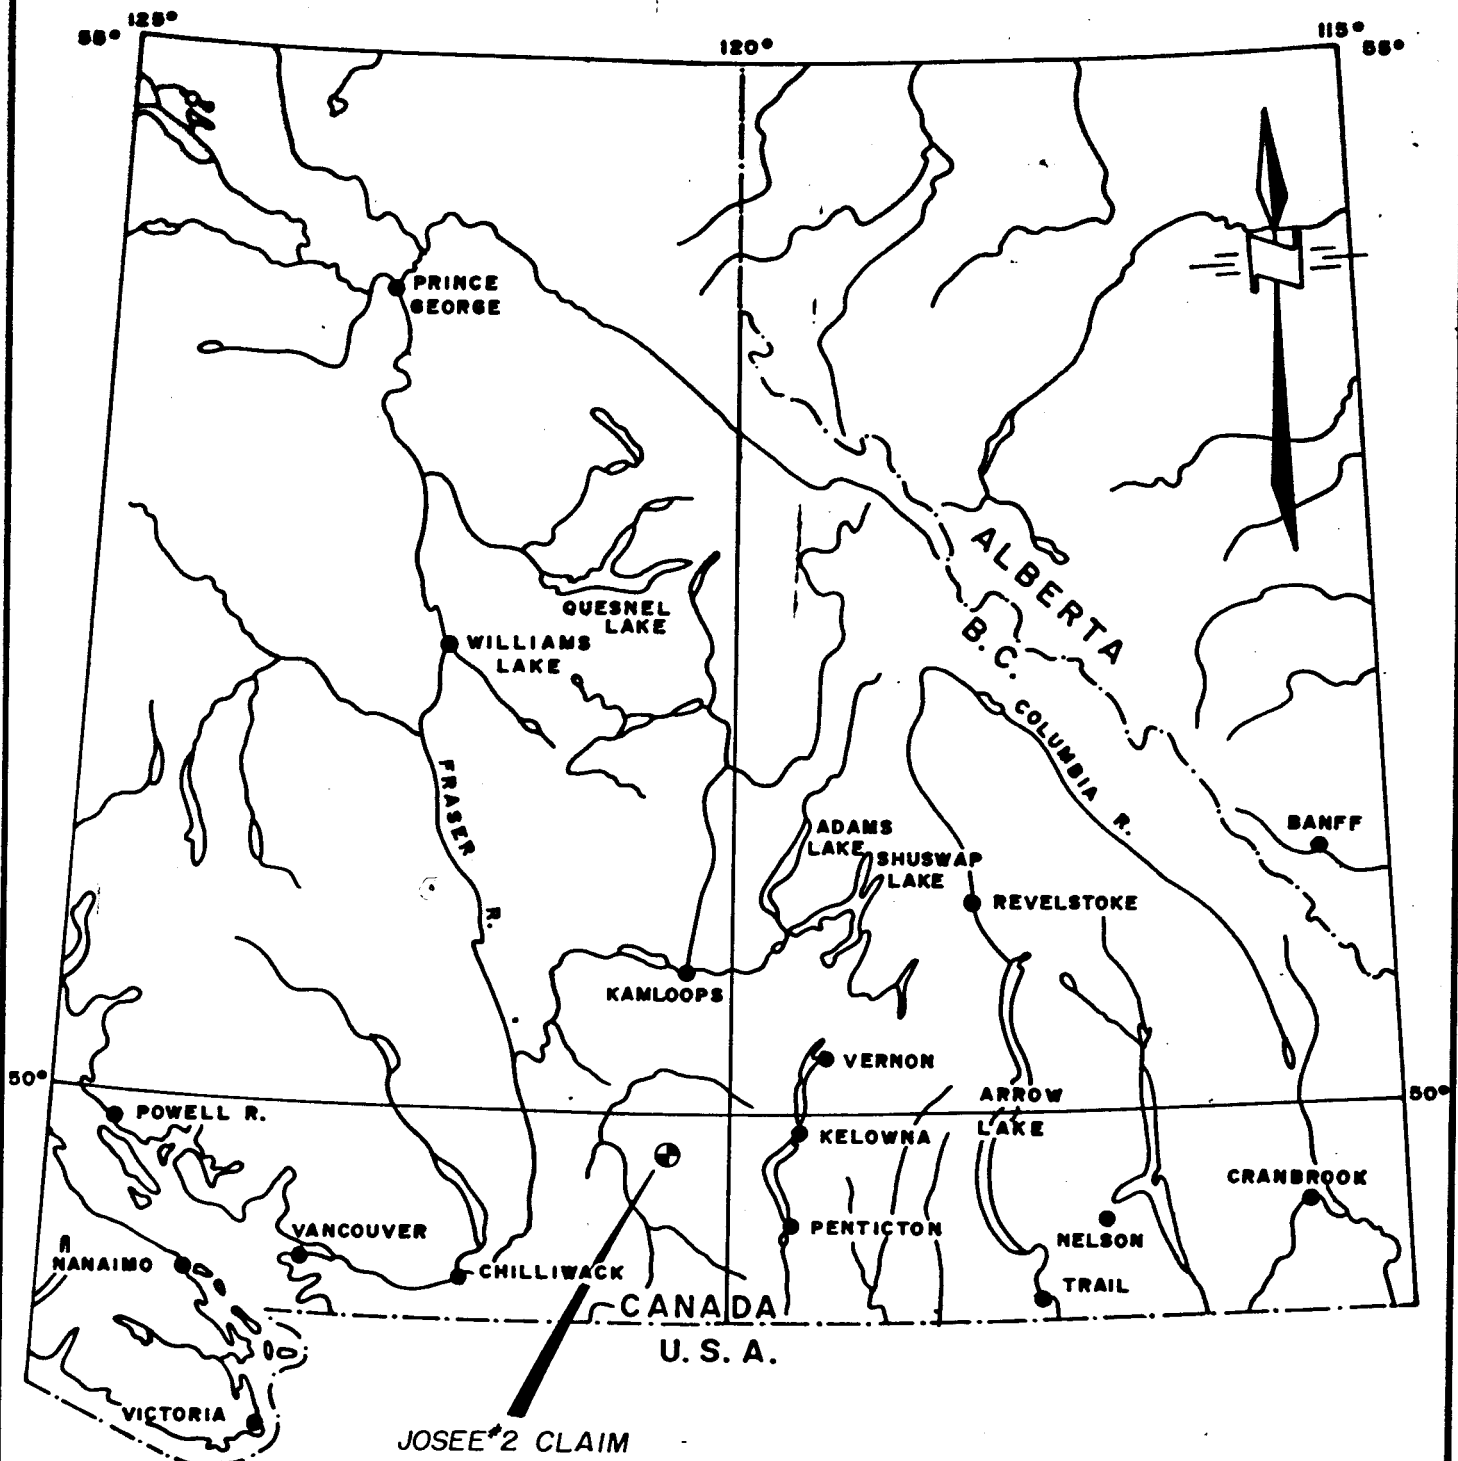 125°
55°
120°
115°
55°
PRINCE
GEORGE
QUESNEL
LAKE
WILLIAMS
LAKE
ALBERTA
B.C.
COLUMBIA R.
FRASER R.
ADAMS
LAKE
SHUSWAP
LAKE
BANFF
REVELSTOKE
KAMLOOPS
VERNON
50°
50°
ARROW
LAKE
POWELL R.
KELOWNA
CRANBROOK
VANCOUVER
PENTICTON
NELSON
NANAIMO
CHILLIWACK
TRAIL
CANADA
U.S.A.
VICTORIA
JOSEE #2 CLAIM